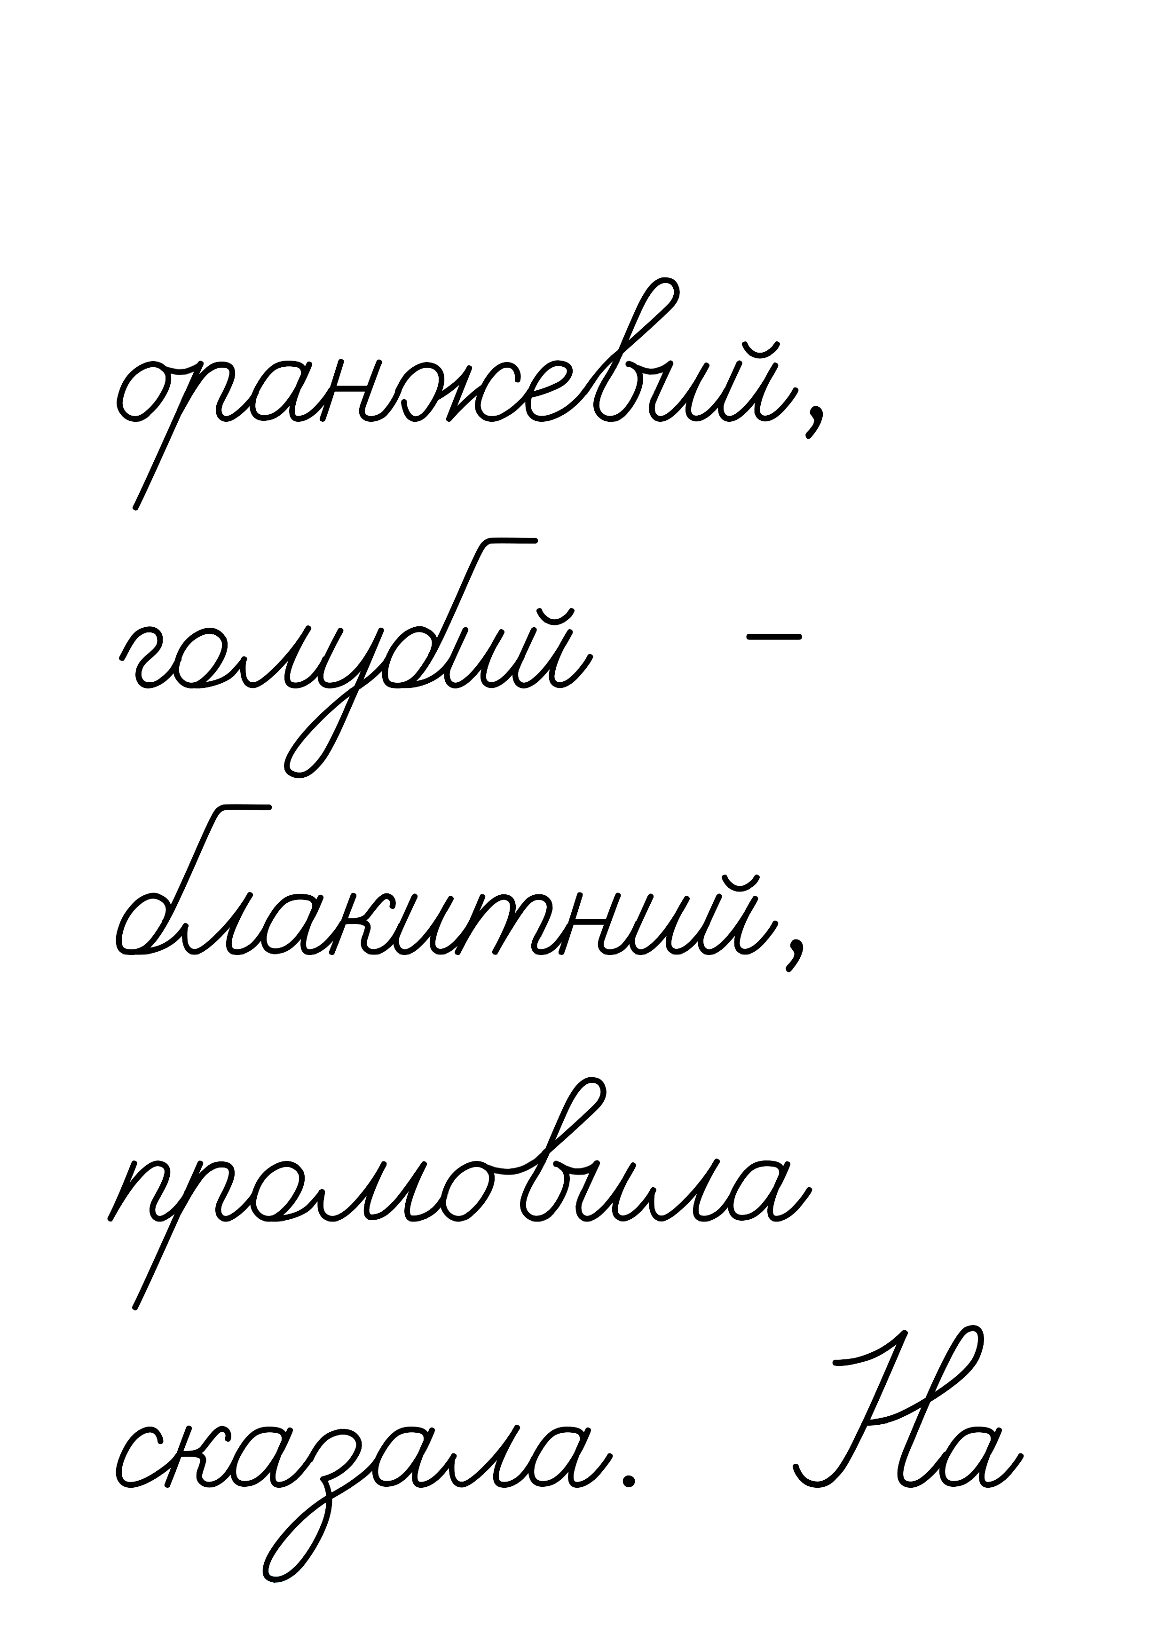 оранжевий,
голубий –
блакитний,
промовила
сказала. На